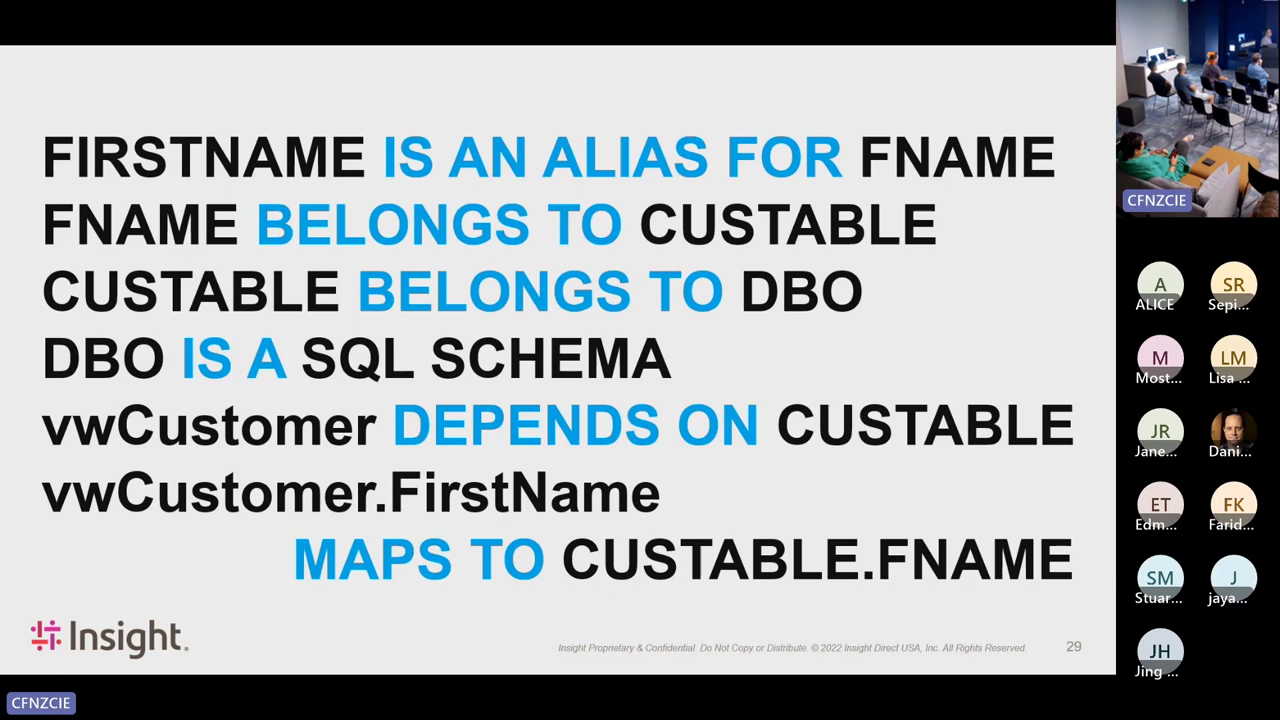 FIRSTNAME IS AN ALIAS FOR FNAME
FNAME BELONGS TO CUSTABLE
CUSTABLE BELONGS TO DBO
DBO IS A SQL SCHEMA
vwCustomer DEPENDS ON CUSTABLE
vwCustomer.FirstName
MAPS TO CUSTABLE.FNAME
Insight.
Insight Proprietary & Confidential. Do Not Copy or Distribute. © 2022 Insight Direct USA, Inc. All Rights Reserved. 29
CFNZCIE
CFNZCIE
A SR
ALICE Sepi...
M LM
Most... Lisa ...
JR
Jane... Dani...
ET FK
Edm... Farid...
SM J
Stuar... jaya...
JH
Jing ...